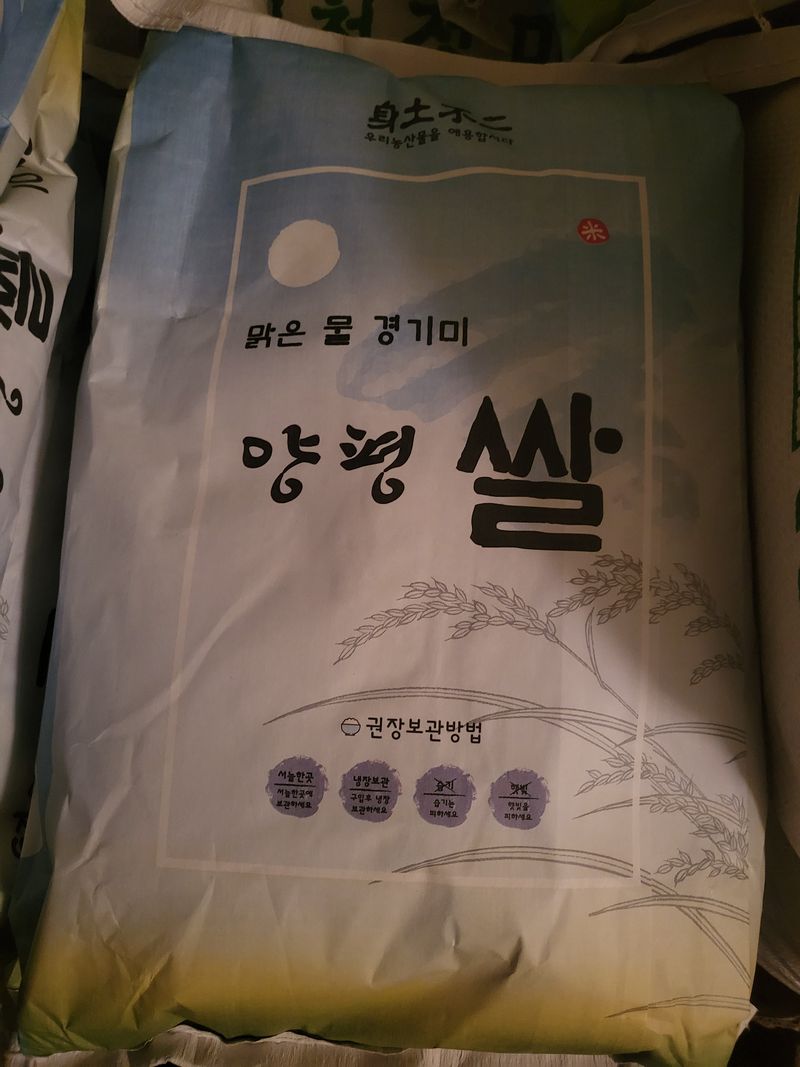 身土不二
우리농산물을 애용합시다
米
맑은 물 경기미
양평 쌀
권장보관방법
서늘한곳
서늘한곳에
보관하세요
냉장보관
구입후 냉장
보관하세요
습기
습기는
피하세요
햇빛
햇빛을
피하세요